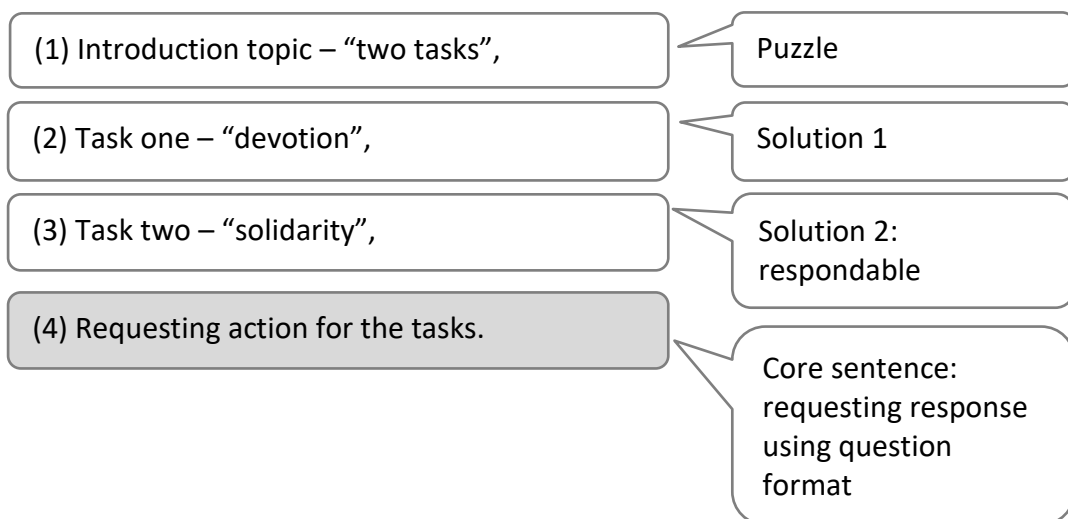 (1) Introduction topic – “two tasks”,
Puzzle
(2) Task one – “devotion”,
Solution 1
(3) Task two – “solidarity”,
Solution 2:
respondable
(4) Requesting action for the tasks.
Core sentence:
requesting response
using question
format